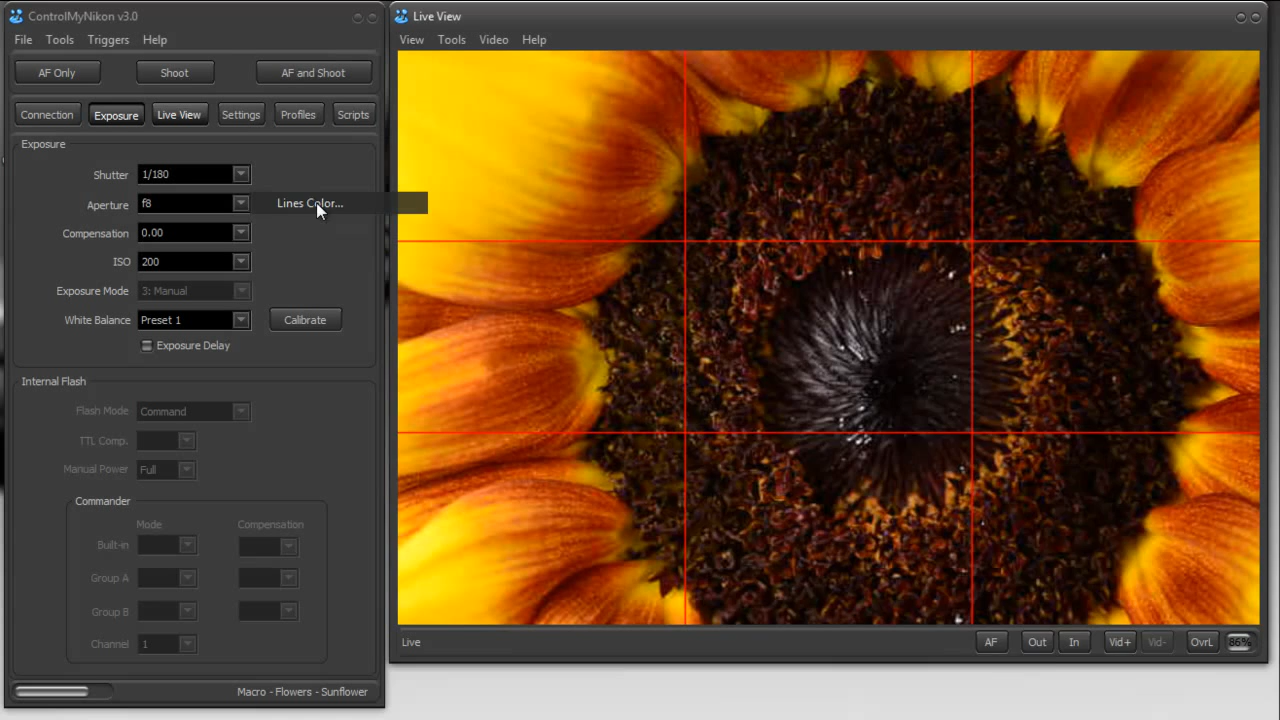 ControlMyNikon v3.0
File Tools Triggers Help
AF Only Shoot AF and Shoot
Connection Exposure Live View Settings Profiles Scripts
Exposure
Shutter 1/180
Aperture f8
Lines Color...
Compensation 0.00
ISO 200
Exposure Mode 3: Manual
White Balance Preset 1 Calibrate
Exposure Delay
Internal Flash
Flash Mode Command
TTL Comp.
Manual Power Full
Commander
Mode Compensation
Built-in
Group A
Group B
Channel 1
Macro - Flowers - Sunflower
Live View
View Tools Video Help
Live AF Out In Vid+ Vid- OvrL 86%